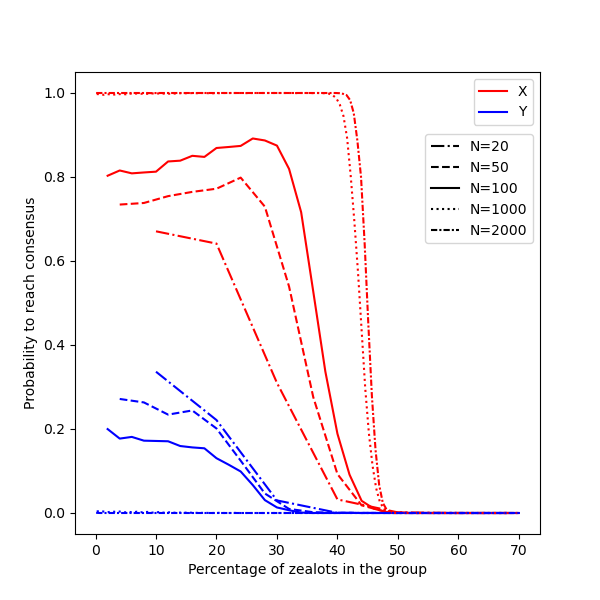 X
Y
N=20
N=50
N=100
N=1000
N=2000
1.0
0.8
0.6
0.4
0.2
0.0
Probability to reach consensus
0 10 20 30 40 50 60 70
Percentage of zealots in the group